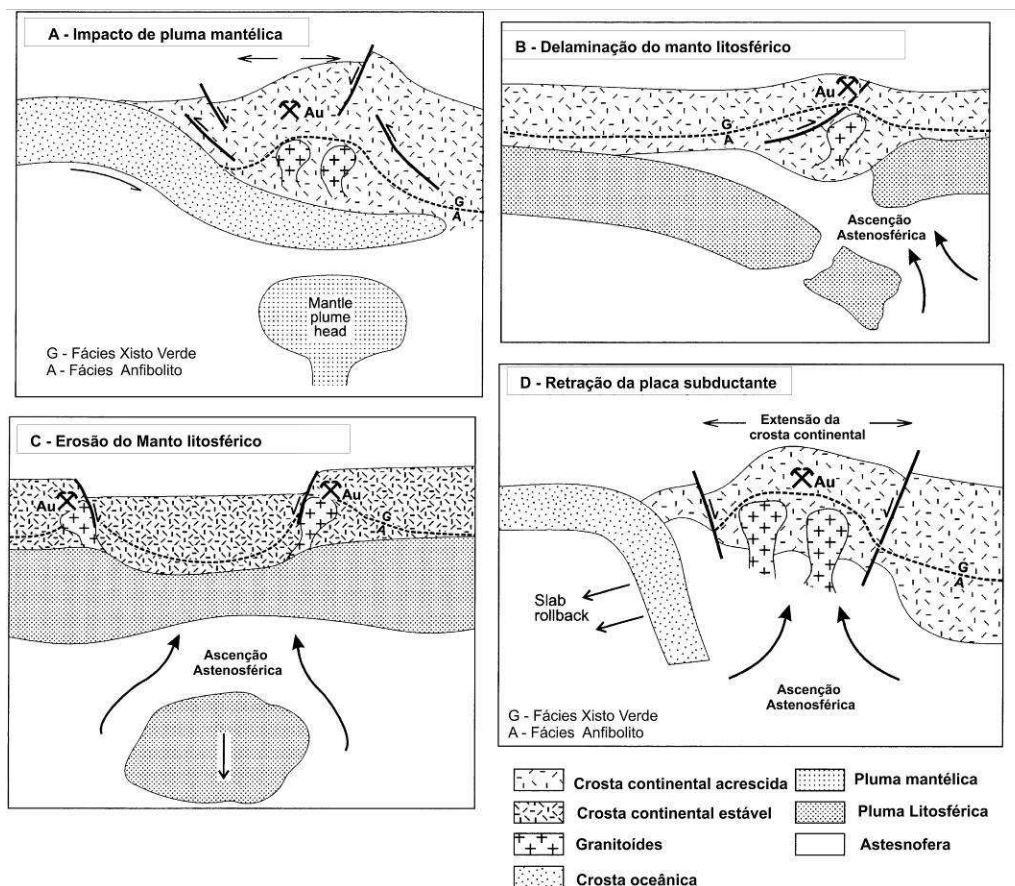 A - Impacto de pluma mantélica
Au
G
A
Mantle
plume
head
G - Fácies Xisto Verde
A - Fácies Anfibolito
B - Delaminação do manto litosférico
Au
G
A
Ascenção
Astenosférica
C - Erosão do Manto litosférico
Au
Au
G
A
Ascenção
Astenosférica
D - Retração da placa subductante
Extensão da
crosta continental
Au
G
A
Slab
rollback
Ascenção
Astenosférica
G - Fácies Xisto Verde
A - Fácies Anfibolito
Crosta continental acrescida
Crosta continental estável
Granitoídes
Crosta oceânica
Pluma mantélica
Pluma Litosférica
Astesnofera